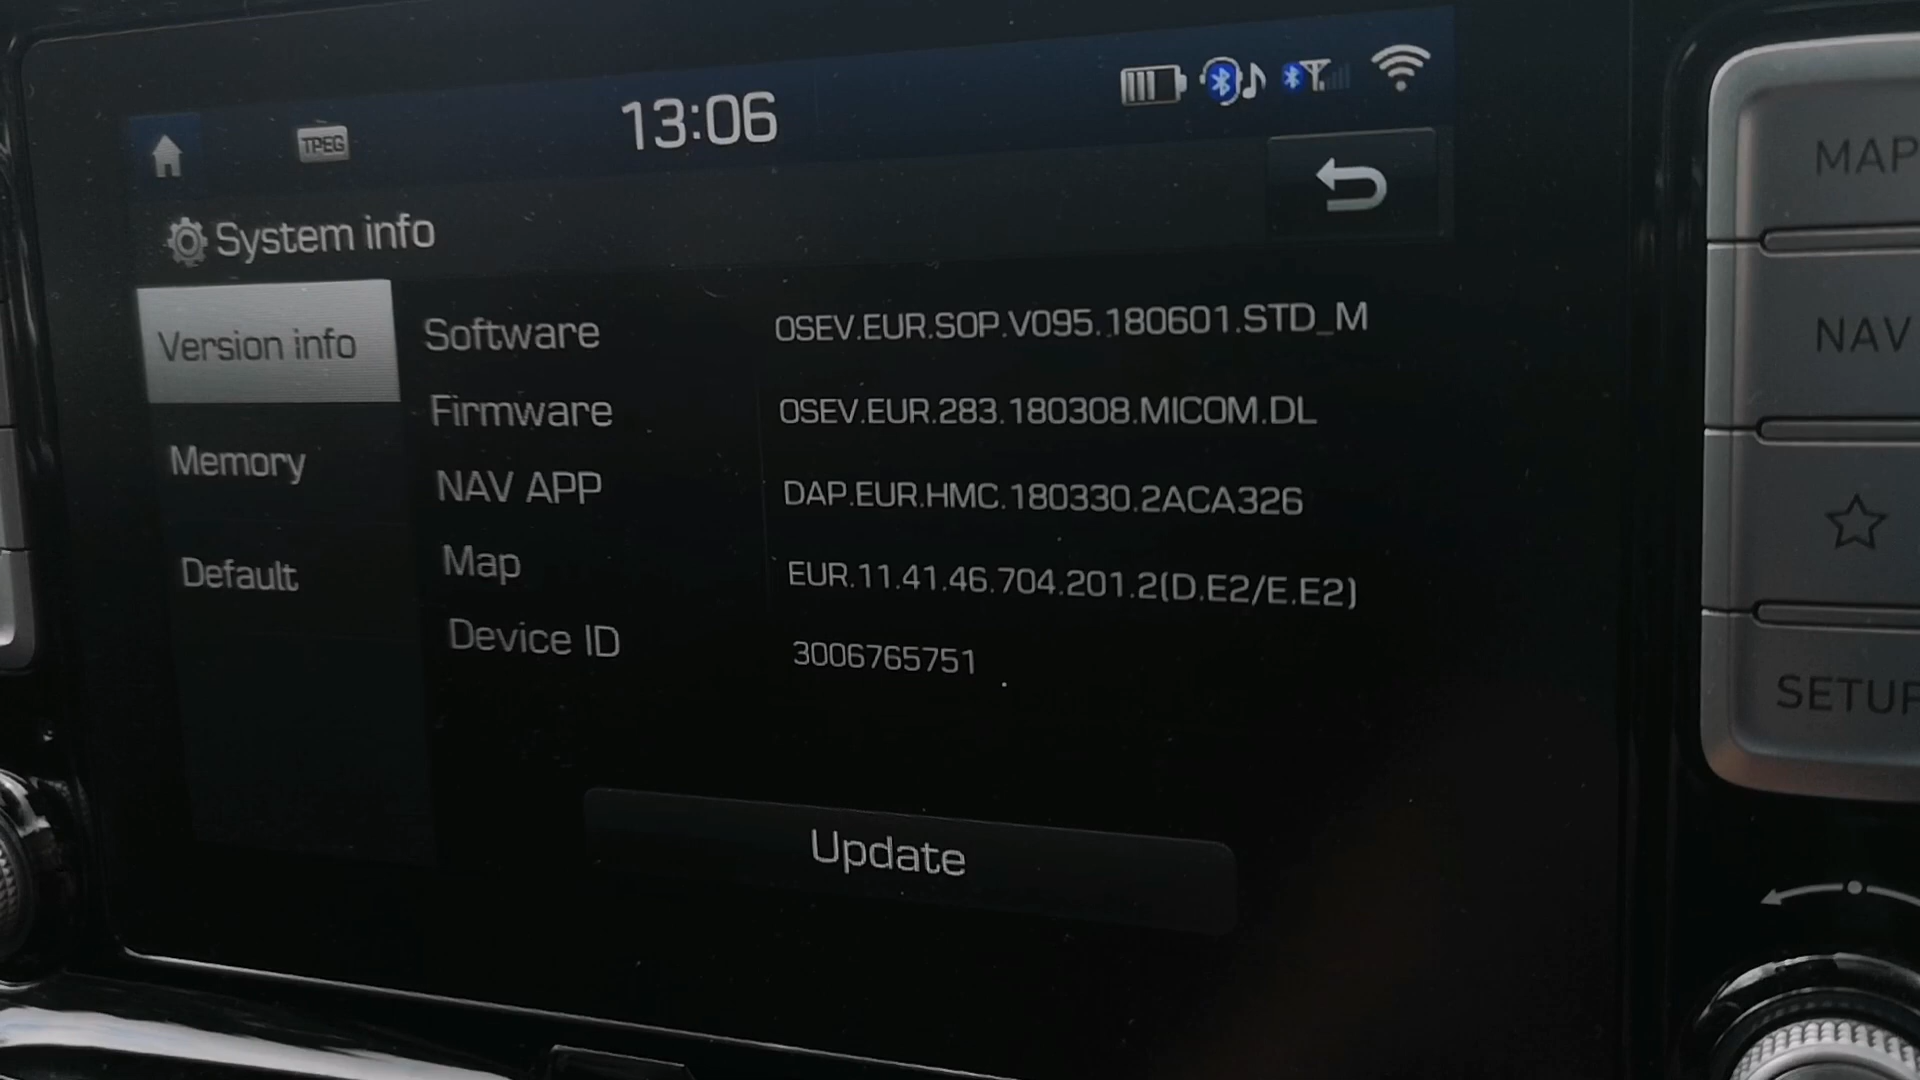 TPEG
13:06
System info
Version info
Memory
Default
Software OSEV.EUR.SOP.V095.180601.STD_M
Firmware OSEV.EUR.283.180308.MICOM.DL
NAV APP DAP.EUR.HMC.180330.2ACA326
Map EUR.11.41.46.704.201.2(D.E2/E.E2)
Device ID 3006765751
Update
MAP
NAV
SETUP